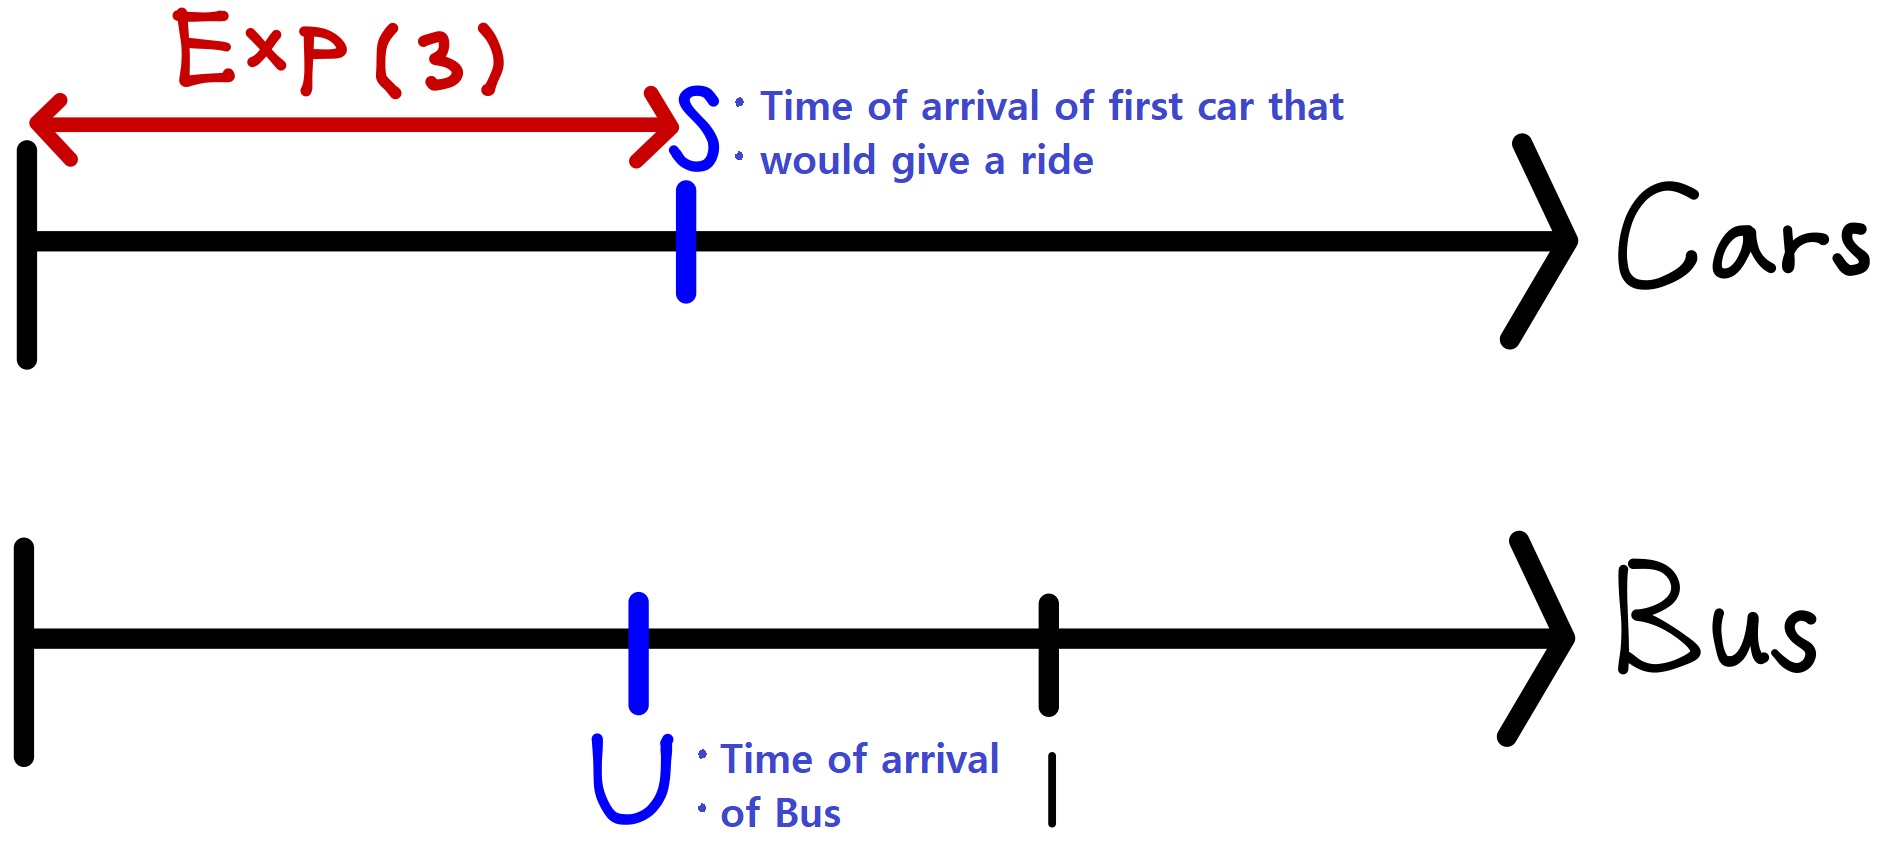 Exp(3)
S : Time of arrival of first car that
would give a ride
Cars
Bus
U : Time of arrival
of Bus
1